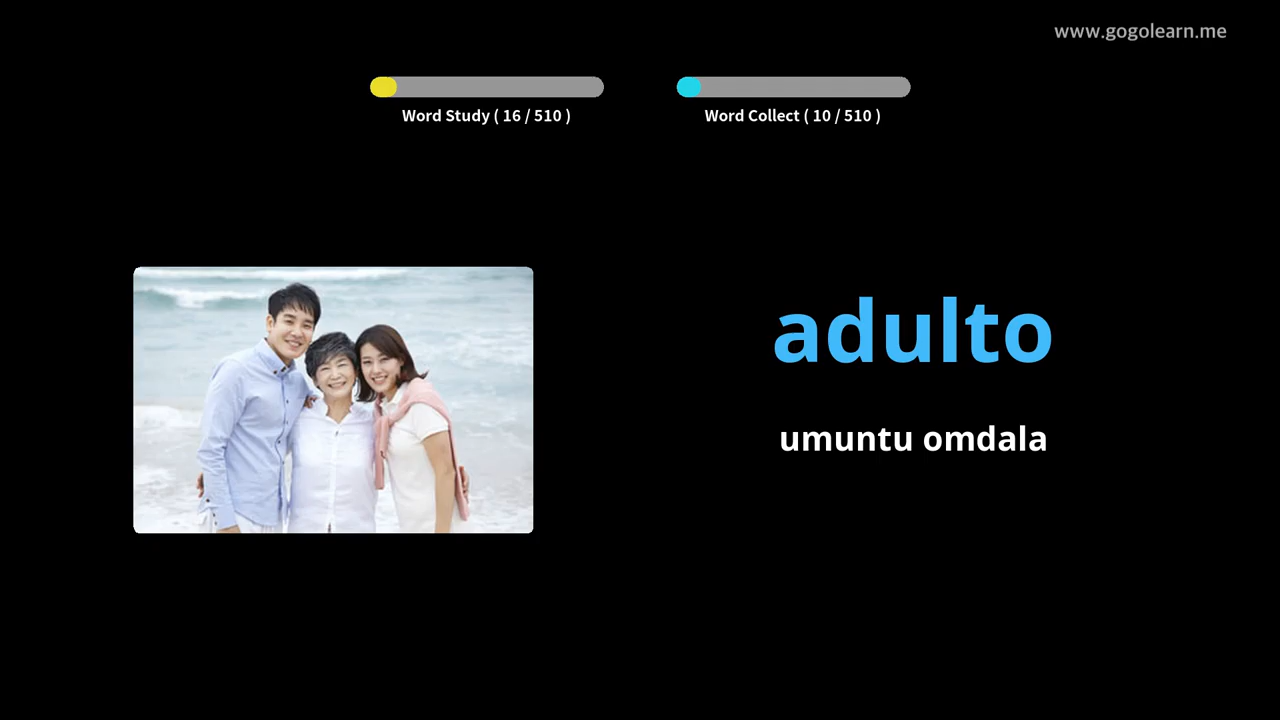 www.gogolearn.me
Word Study ( 16 / 510 )
Word Collect ( 10 / 510 )
adulto
umuntu omdala